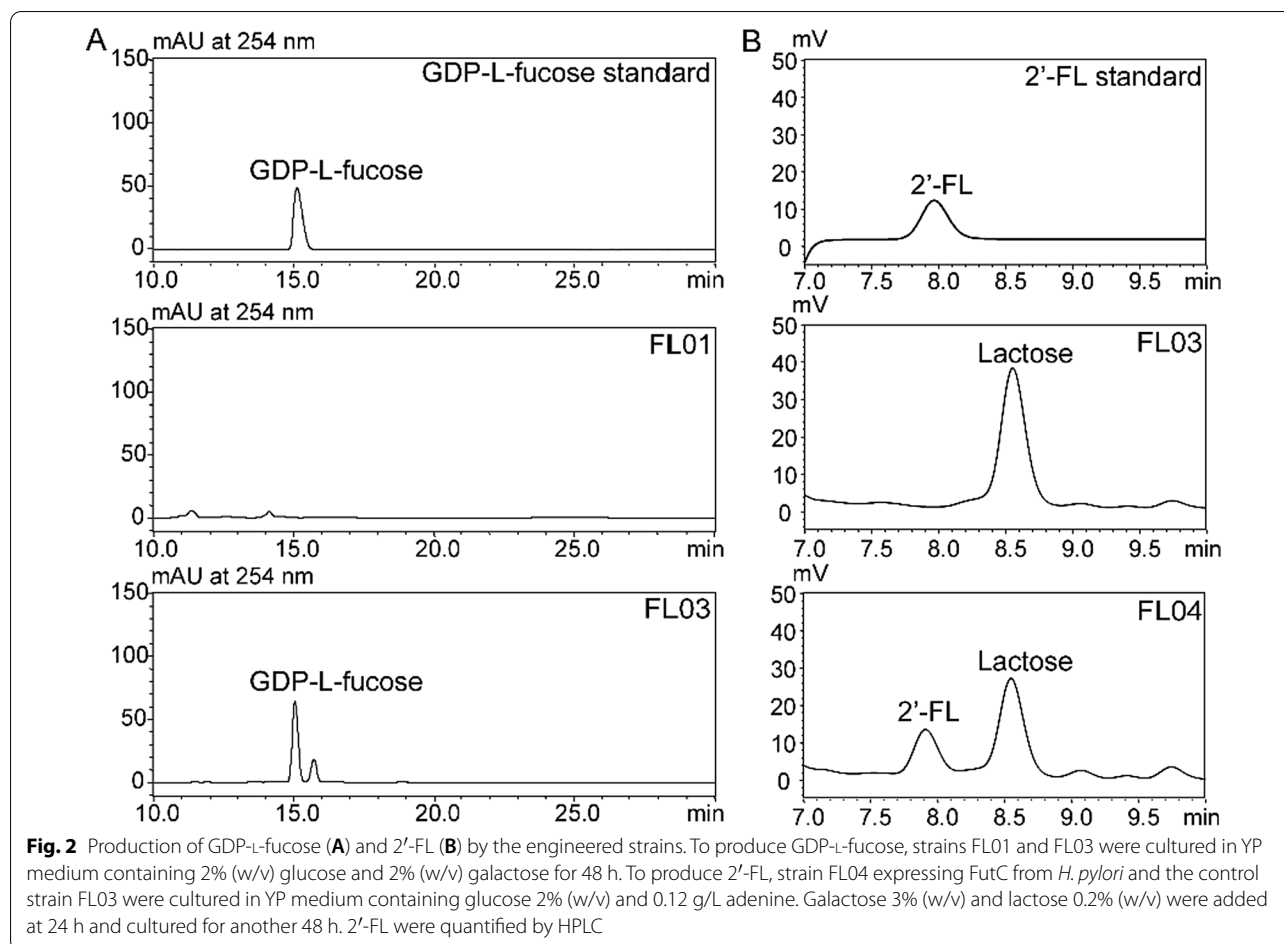 A
mAU at 254 nm
150
GDP-L-fucose standard
100
GDP-L-fucose
50
0
10.0 15.0 20.0 25.0 min
mAU at 254 nm
150
FL01
100
50
0
10.0 15.0 20.0 25.0 min
mAU at 254 nm
150
FL03
100
GDP-L-fucose
50
0
10.0 15.0 20.0 25.0 min
B
mV
50
2'-FL standard
40
30
20
2'-FL
10
0
7.0 7.5 8.0 8.5 9.0 9.5 min
mV
50
FL03
Lactose
40
30
20
10
0
7.0 7.5 8.0 8.5 9.0 9.5 min
mV
50
FL04
40
Lactose
30
20
2'-FL
10
0
7.0 7.5 8.0 8.5 9.0 9.5 min
Fig. 2 Production of GDP-L-fucose (A) and 2′-FL (B) by the engineered strains. To produce GDP-L-fucose, strains FL01 and FL03 were cultured in YP
medium containing 2% (w/v) glucose and 2% (w/v) galactose for 48 h. To produce 2′-FL, strain FL04 expressing FutC from H. pylori and the control
strain FL03 were cultured in YP medium containing glucose 2% (w/v) and 0.12 g/L adenine. Galactose 3% (w/v) and lactose 0.2% (w/v) were added
at 24 h and cultured for another 48 h. 2′-FL were quantified by HPLC